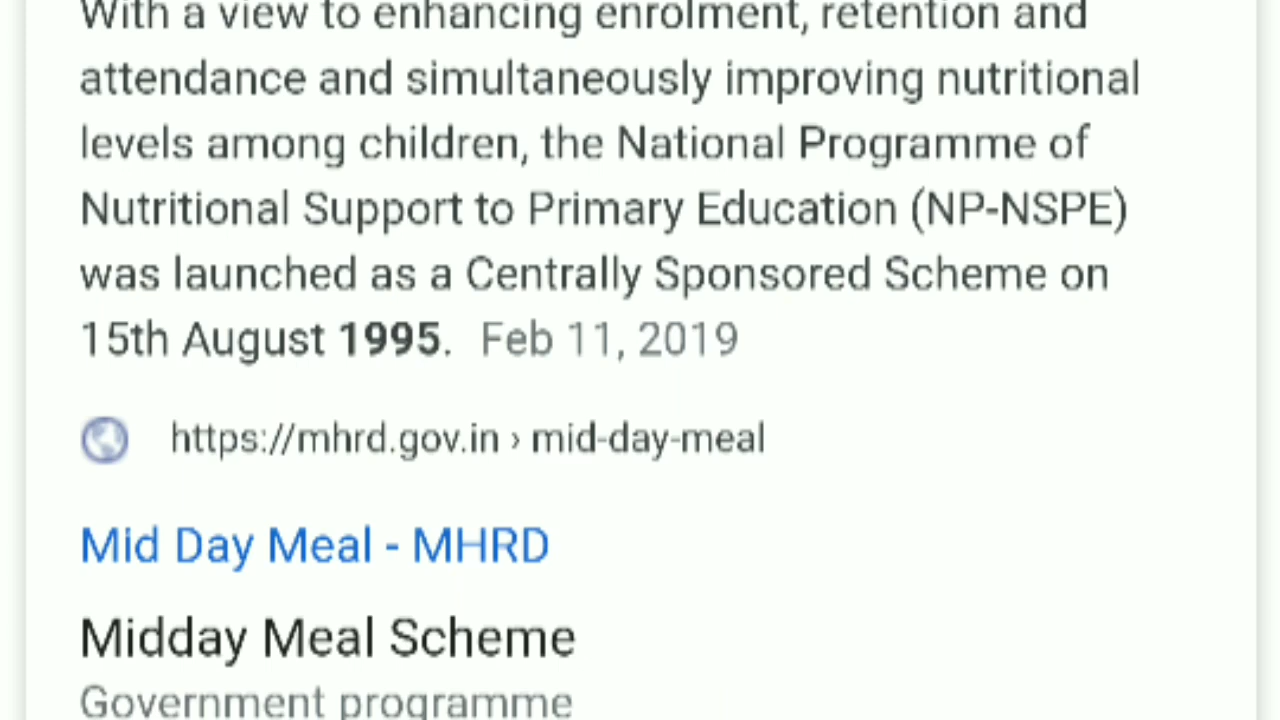 With a view to enhancing enrolment, retention and
attendance and simultaneously improving nutritional
levels among children, the National Programme of
Nutritional Support to Primary Education (NP-NSPE)
was launched as a Centrally Sponsored Scheme on
15th August 1995. Feb 11, 2019
https://mhrd.gov.in › mid-day-meal
Mid Day Meal - MHRD
Midday Meal Scheme
Government programme